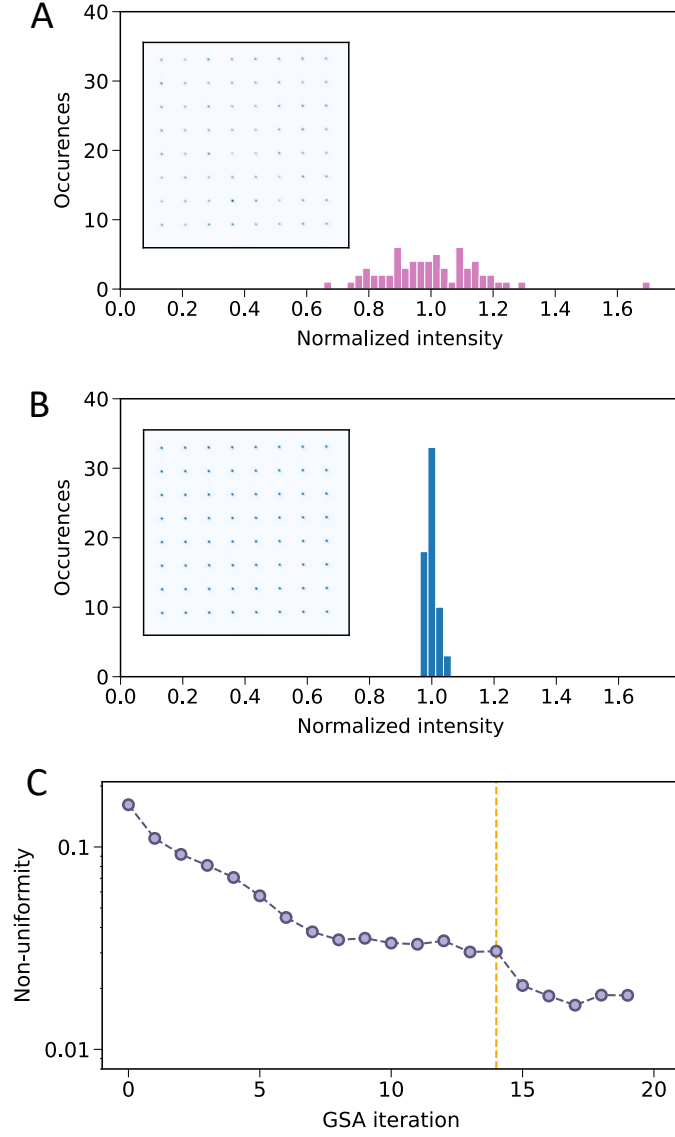 A
40
30
20
10
0
Occurences
0.0 0.2 0.4 0.6 0.8 1.0 1.2 1.4 1.6
Normalized intensity
B
40
30
20
10
0
Occurences
0.0 0.2 0.4 0.6 0.8 1.0 1.2 1.4 1.6
Normalized intensity
C
0.1
0.01
Non-uniformity
0 5 10 15 20
GSA iteration